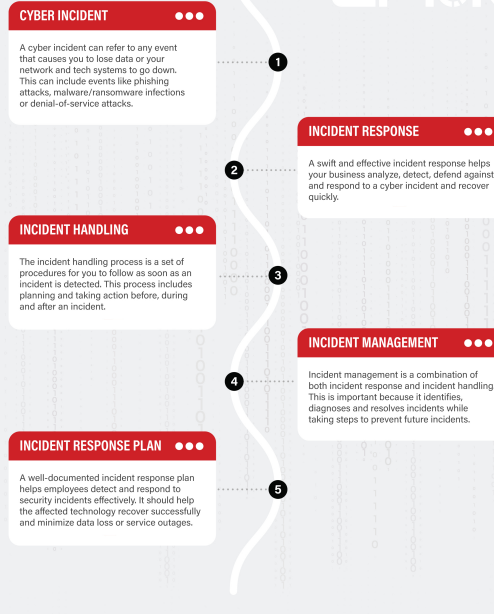 CYBER INCIDENT
A cyber incident can refer to any event
that causes you to lose data or your
network and tech systems to go down.
This can include events like phishing
attacks, malware/ransomware infections
or denial-of-service attacks.
1
INCIDENT RESPONSE
A swift and effective incident response helps
your business analyze, detect, defend against
and respond to a cyber incident and recover
quickly.
2
INCIDENT HANDLING
The incident handling process is a set of
procedures for you to follow as soon as an
incident is detected. This process includes
planning and taking action before, during
and after an incident.
3
INCIDENT MANAGEMENT
Incident management is a combination of
both incident response and incident handling.
This is important because it identifies,
diagnoses and resolves incidents while
taking steps to prevent future incidents.
4
INCIDENT RESPONSE PLAN
A well-documented incident response plan
helps employees detect and respond to
security incidents effectively. It should help
the affected technology recover successfully
and minimize data loss or service outages.
5